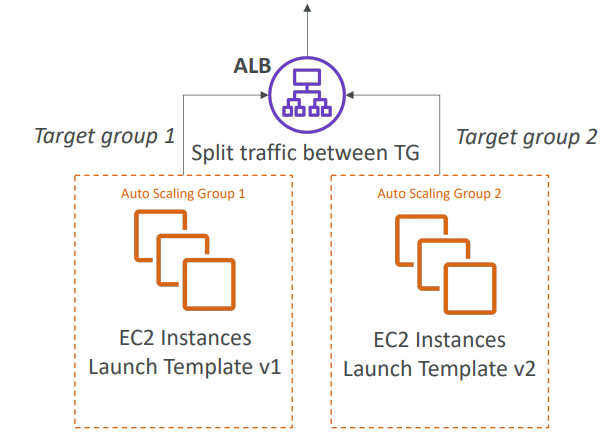 ALB
Target group 1
Target group 2
Split traffic between TG
Auto Scaling Group 1
Auto Scaling Group 2
EC2 Instances
Launch Template v1
EC2 Instances
Launch Template v2